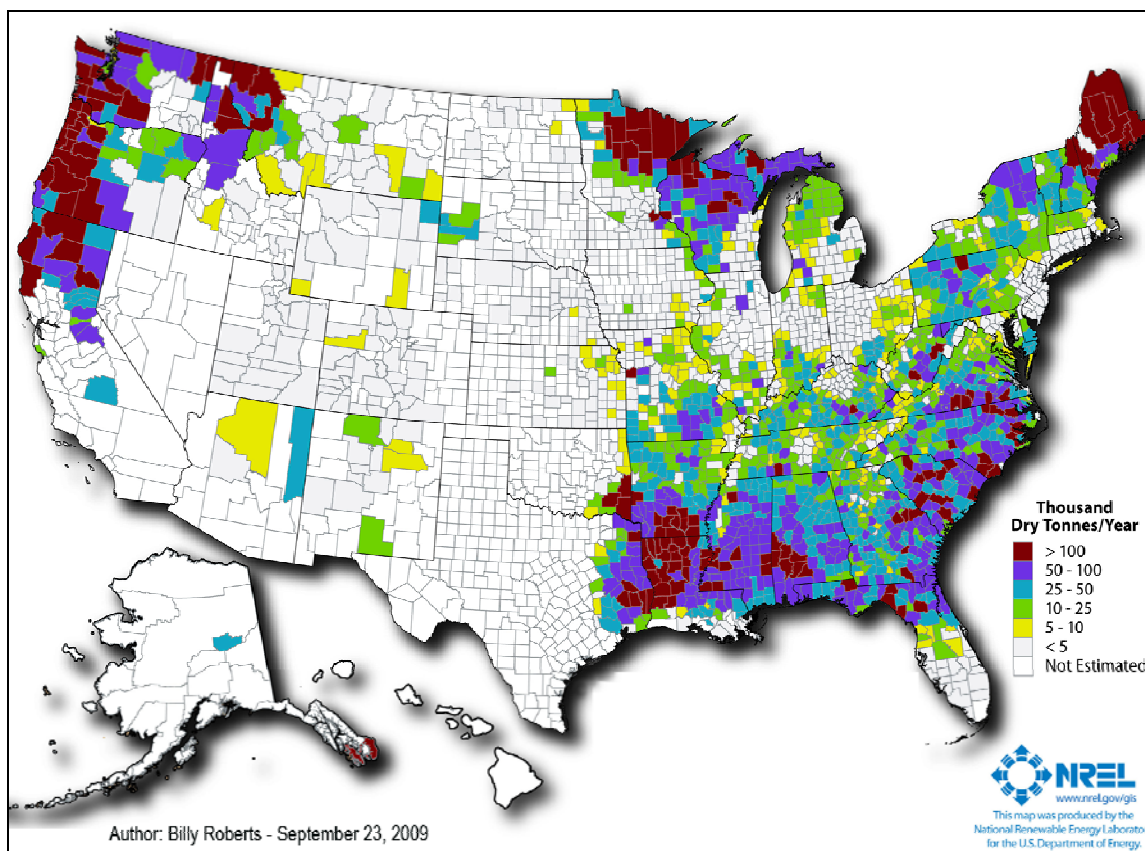 Thousand
Dry Tonnes/Year
> 100
50 - 100
25 - 50
10 - 25
5 - 10
< 5
Not Estimated
NREL
www.nrel.gov/gis
This map was produced by the
National Renewable Energy Laborato
for the U.S. Department of Energy.
Author: Billy Roberts - September 23, 2009